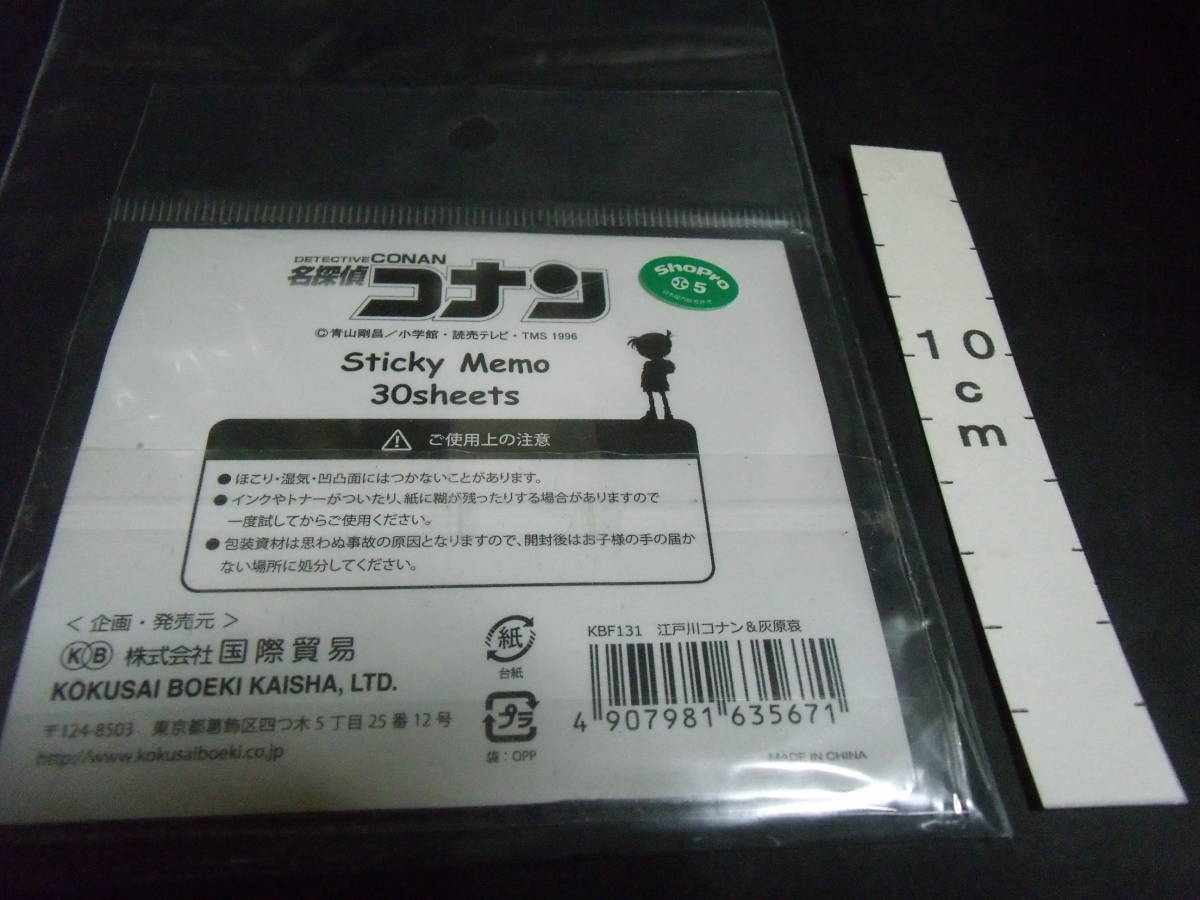 DETECTIVE CONAN
名探偵コナン
ShoPro
5
©青山剛昌／小学館・読売テレビ・TMS 1996
Sticky Memo
30sheets
ご使用上の注意
●ほこり・湿気・凹凸面にはつかないことがあります。
●インクやトナーがついたり、紙に糊が残ったりする場合がありますので
一度試してからご使用ください。
●包装資材は思わぬ事故の原因となりますので、開封後はお子様の手の届か
ない場所に処分してください。
＜企画・発売元＞
KB 株式会社 国際貿易
KOKUSAI BOEKI KAISHA, LTD.
〒124-8503 東京都葛飾区四つ木5丁目25番12号
http://www.kokusaiboeki.co.jp
紙
台紙
プラ
袋：OPP
KBF131 江戸川コナン＆灰原哀
4 907981 635671
MADE IN CHINA
10
c
m